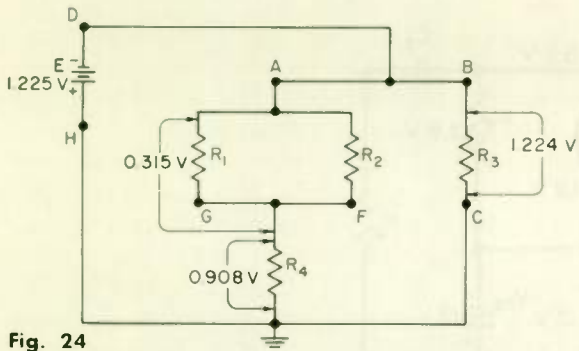 D
E -
1.225 V +
H
A
B
R1
R2
R3
0.315 V
1.224 V
G
F
C
R4
0.908 V
Fig. 24